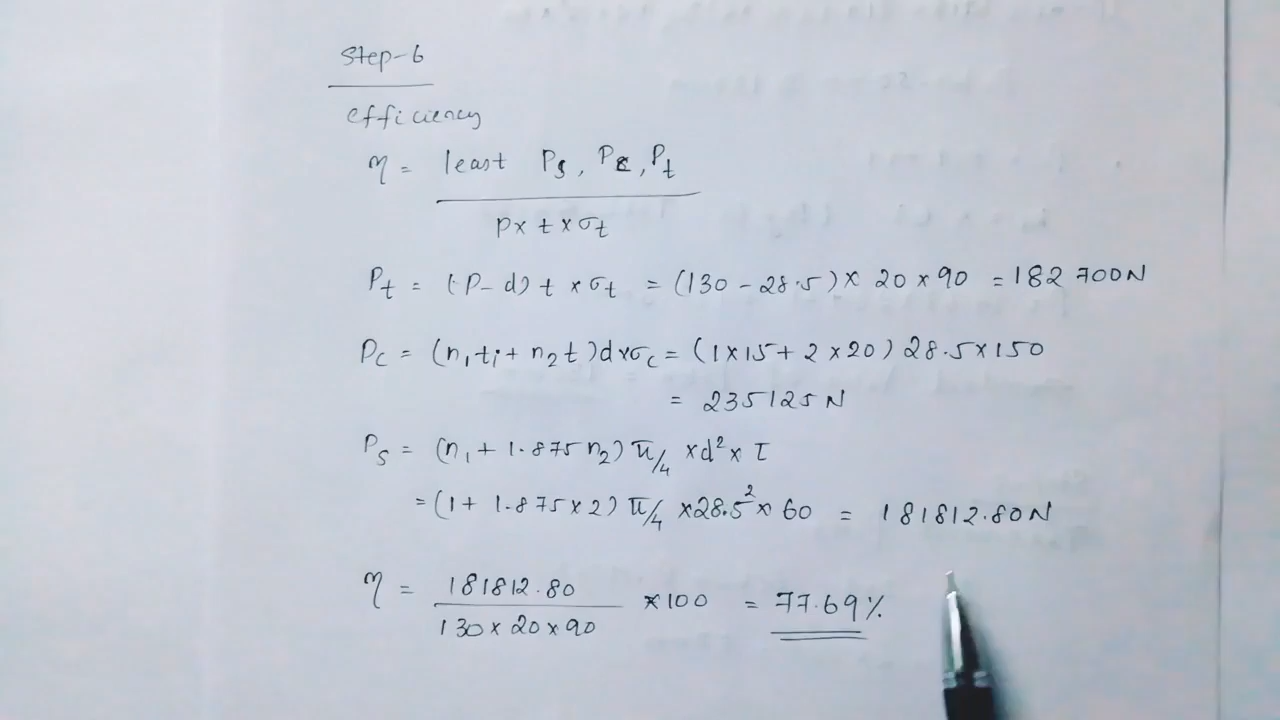 Step-6
efficiency
η = least Ps, Pc, Pt
p x t x σt
Pt = (P-d) t x σt = (130 - 28.5) x 20 x 90 = 182 700N
Pc = (n₁t₁ + n₂t) d x σc = (1 x 15 + 2 x 20) 28.5 x 150
= 235125 N
Ps = (n₁ + 1.875 n₂) π/4 x d² x τ
= (1 + 1.875 x 2) π/4 x 28.5² x 60 = 181812.80N
η = 181812.80 x 100 = 77.69%
130 x 20 x 90